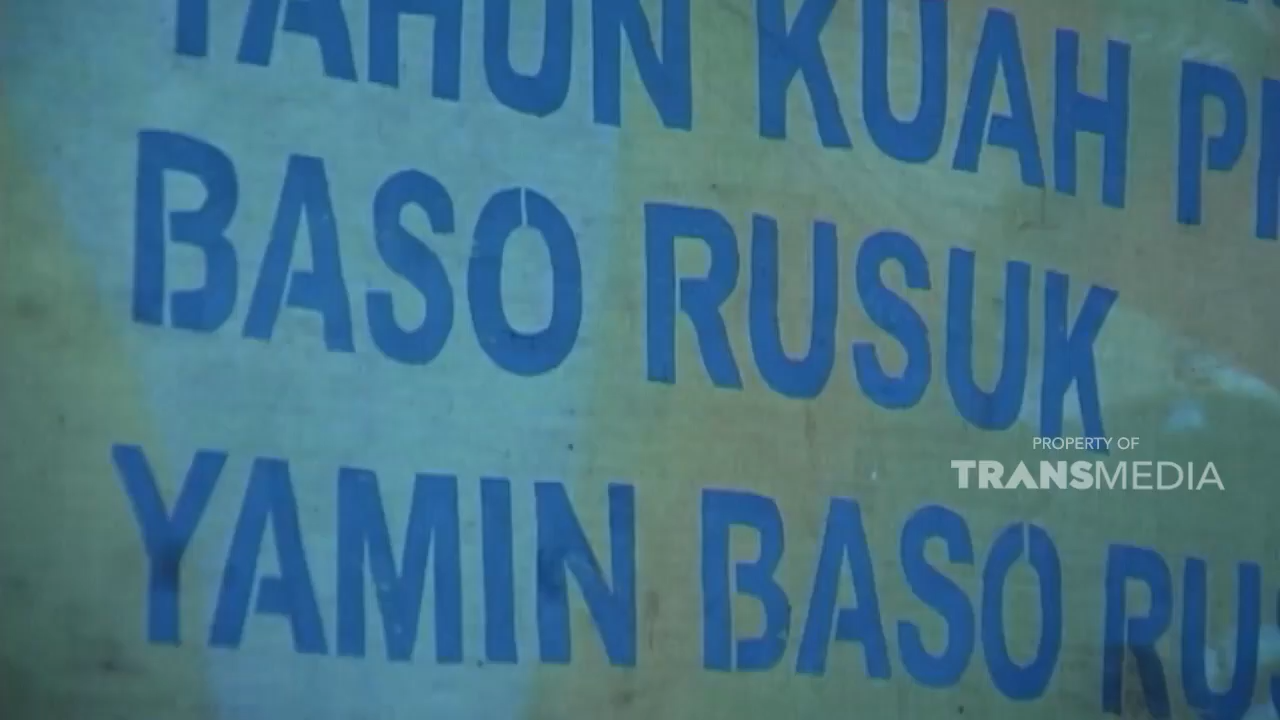 TAHUN KUAH
BASO RUSUK
YAMIN BASO
PROPERTY OF
TRANSMEDIA